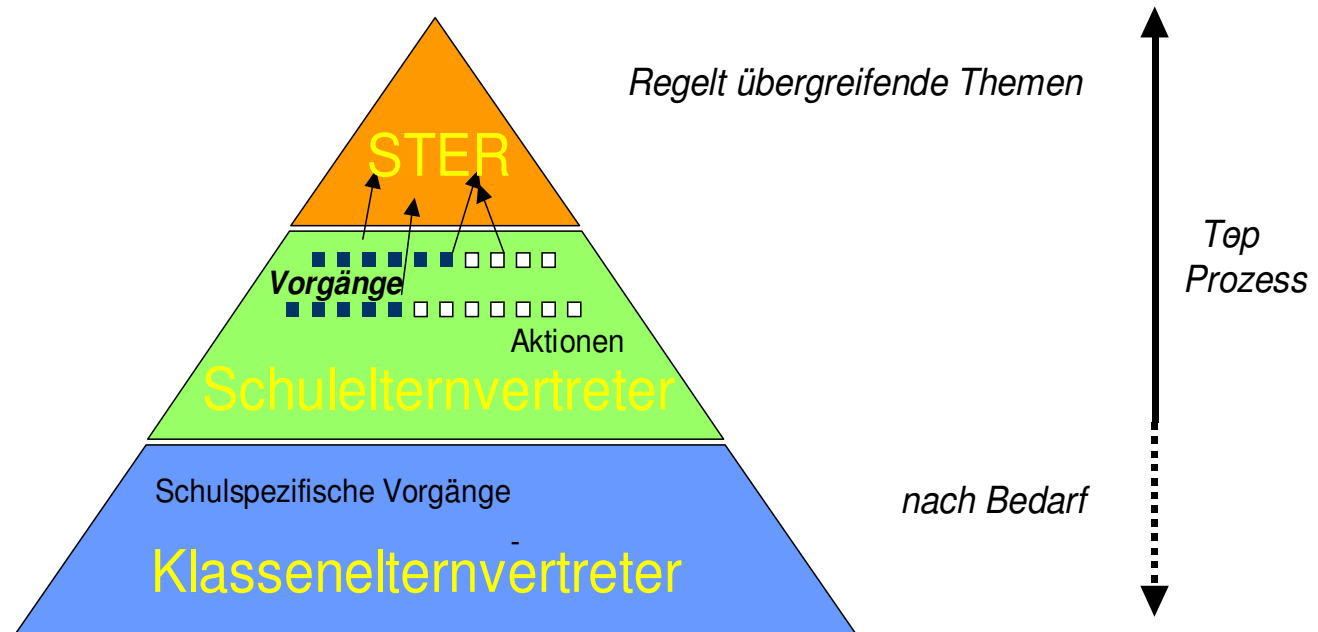 Regelt übergreifende Themen
STER
Top
Prozess
Vorgänge
Aktionen
Schulelternvertreter
Schulspezifische Vorgänge
nach Bedarf
-
Klassenelternvertreter